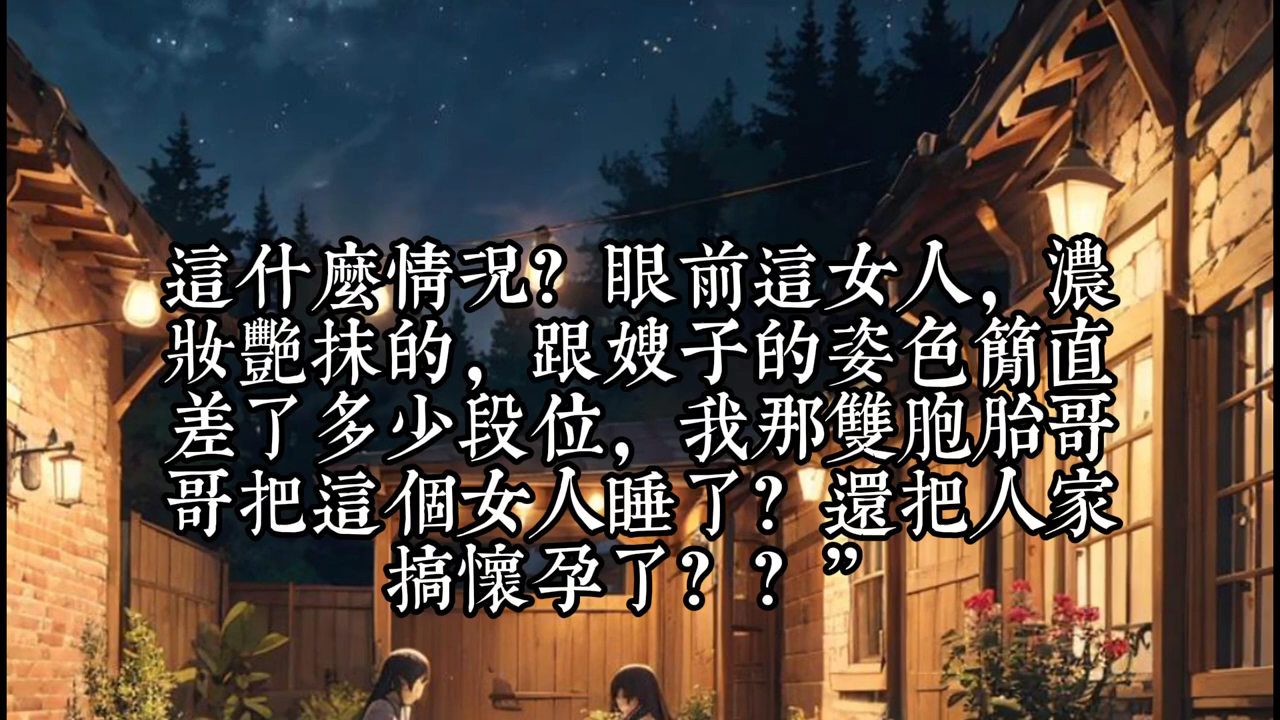 這什麼情況？眼前這女人，濃
妝艷抹的，跟嫂子的姿色簡直
差了多少段位，我那雙胞胎哥
哥把這個女人睡了？還把人家
搞懷孕了？？”